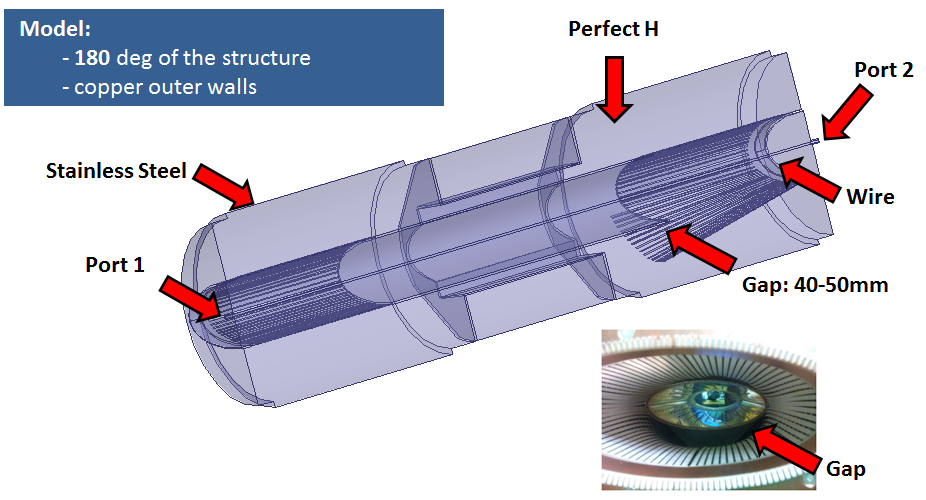 Model:
- 180 deg of the structure
- copper outer walls
Perfect H
Port 2
Stainless Steel
Wire
Port 1
Gap: 40-50mm
Gap